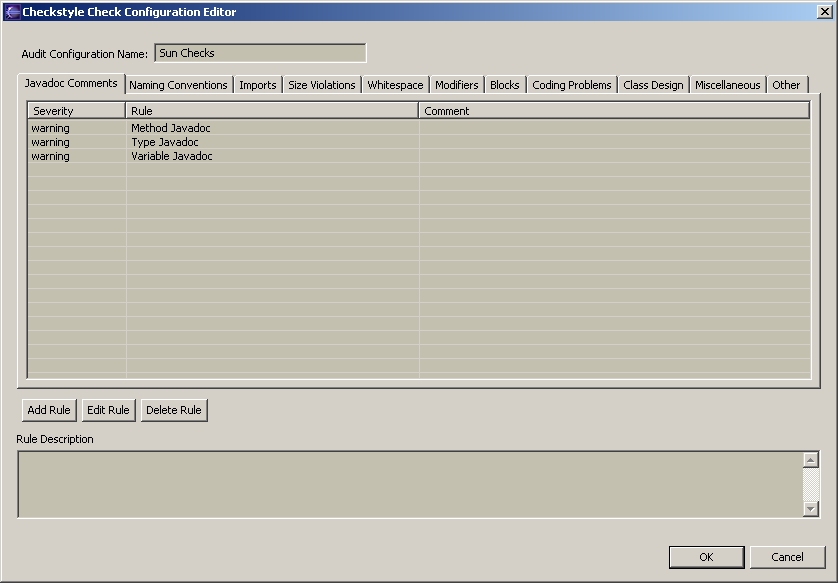 Checkstyle Check Configuration Editor
Audit Configuration Name: Sun Checks
Javadoc Comments Naming Conventions Imports Size Violations Whitespace Modifiers Blocks Coding Problems Class Design Miscellaneous Other
Severity Rule Comment
warning Method Javadoc
warning Type Javadoc
warning Variable Javadoc
Add Rule Edit Rule Delete Rule
Rule Description
OK Cancel